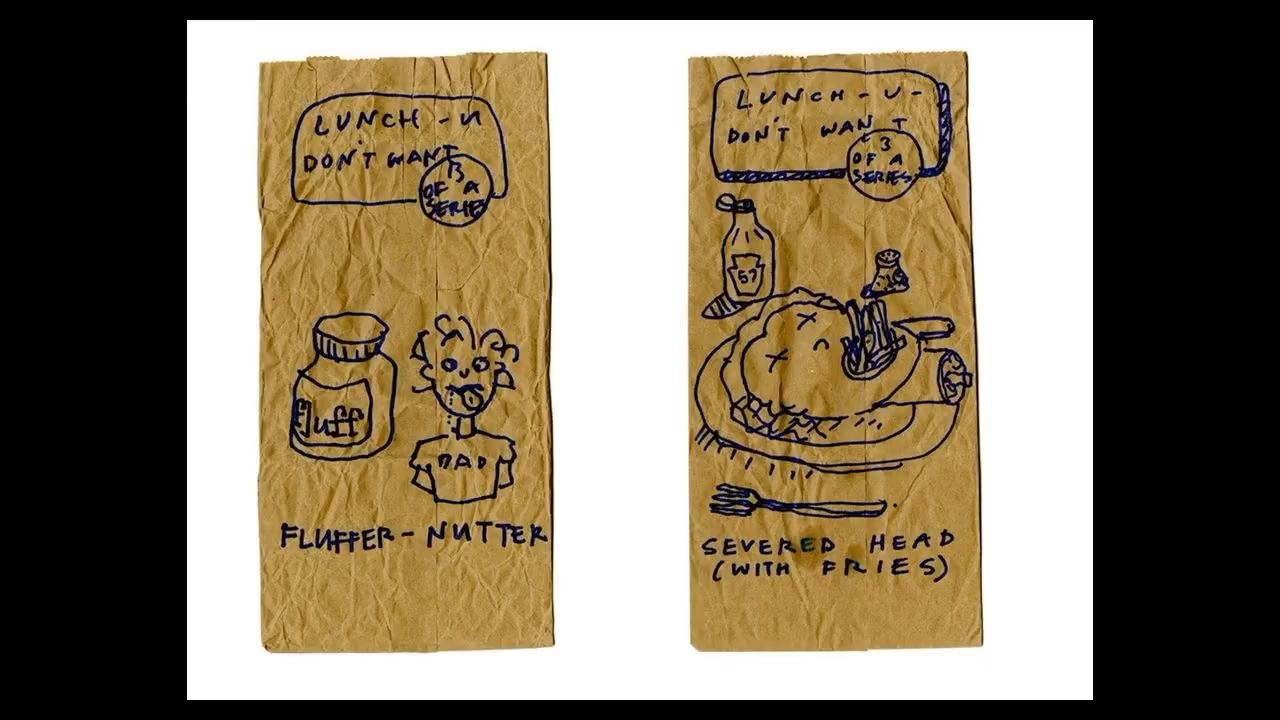 LUNCH-U
DON'T WANT
13
OF A
SERIES
Fluff
DAD
FLUFFER-NUTTER
LUNCH-U-
DON'T WANT
3
OF A
SERIES
57
SEVERED HEAD
(WITH FRIES)